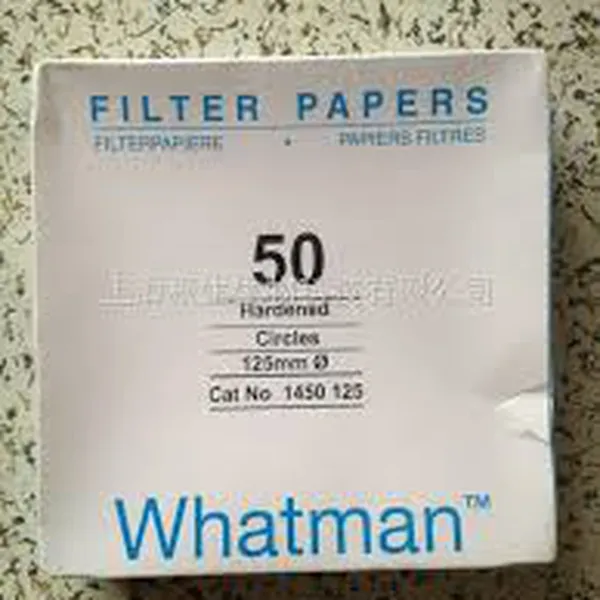 FILTER PAPERS
FILTERPAPIERE • PAPIERS FILTRES
50
Hardened
Circles
125mm Ø
Cat No 1450 125
Whatman™